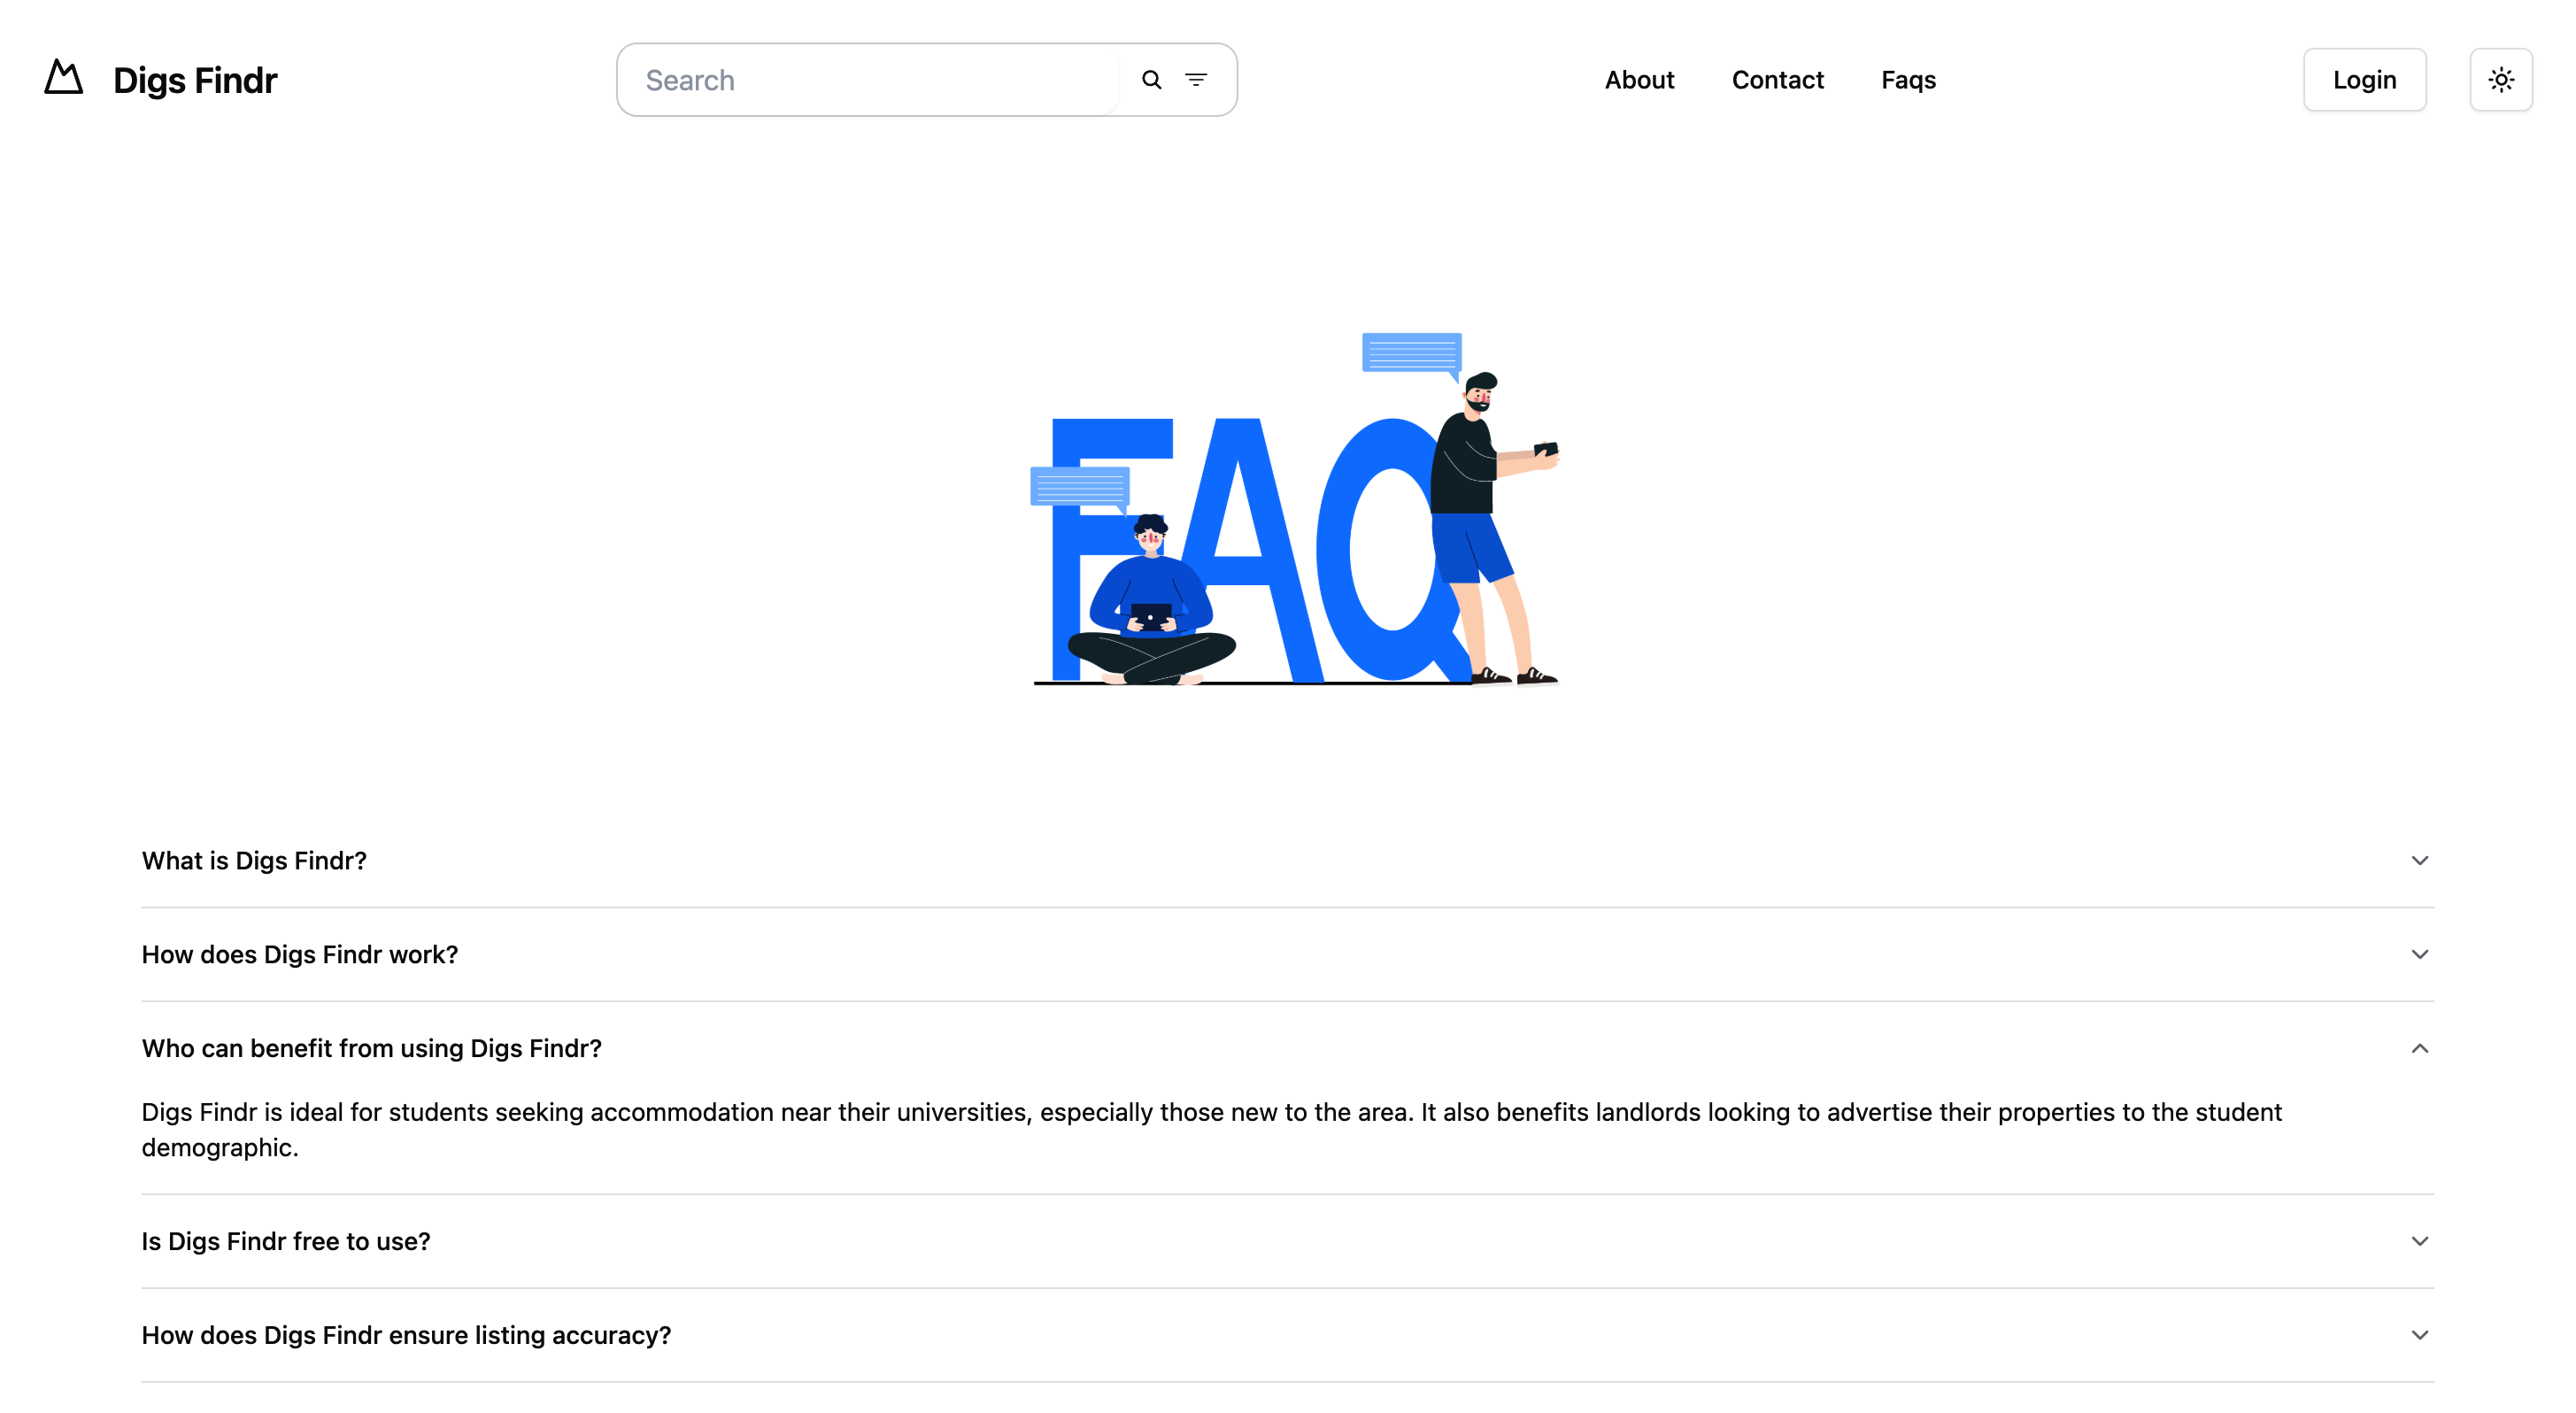 Digs Findr
Search
About
Contact
Faqs
Login
FAQ
What is Digs Findr?
How does Digs Findr work?
Who can benefit from using Digs Findr?
Digs Findr is ideal for students seeking accommodation near their universities, especially those new to the area. It also benefits landlords looking to advertise their properties to the student
demographic.
Is Digs Findr free to use?
How does Digs Findr ensure listing accuracy?